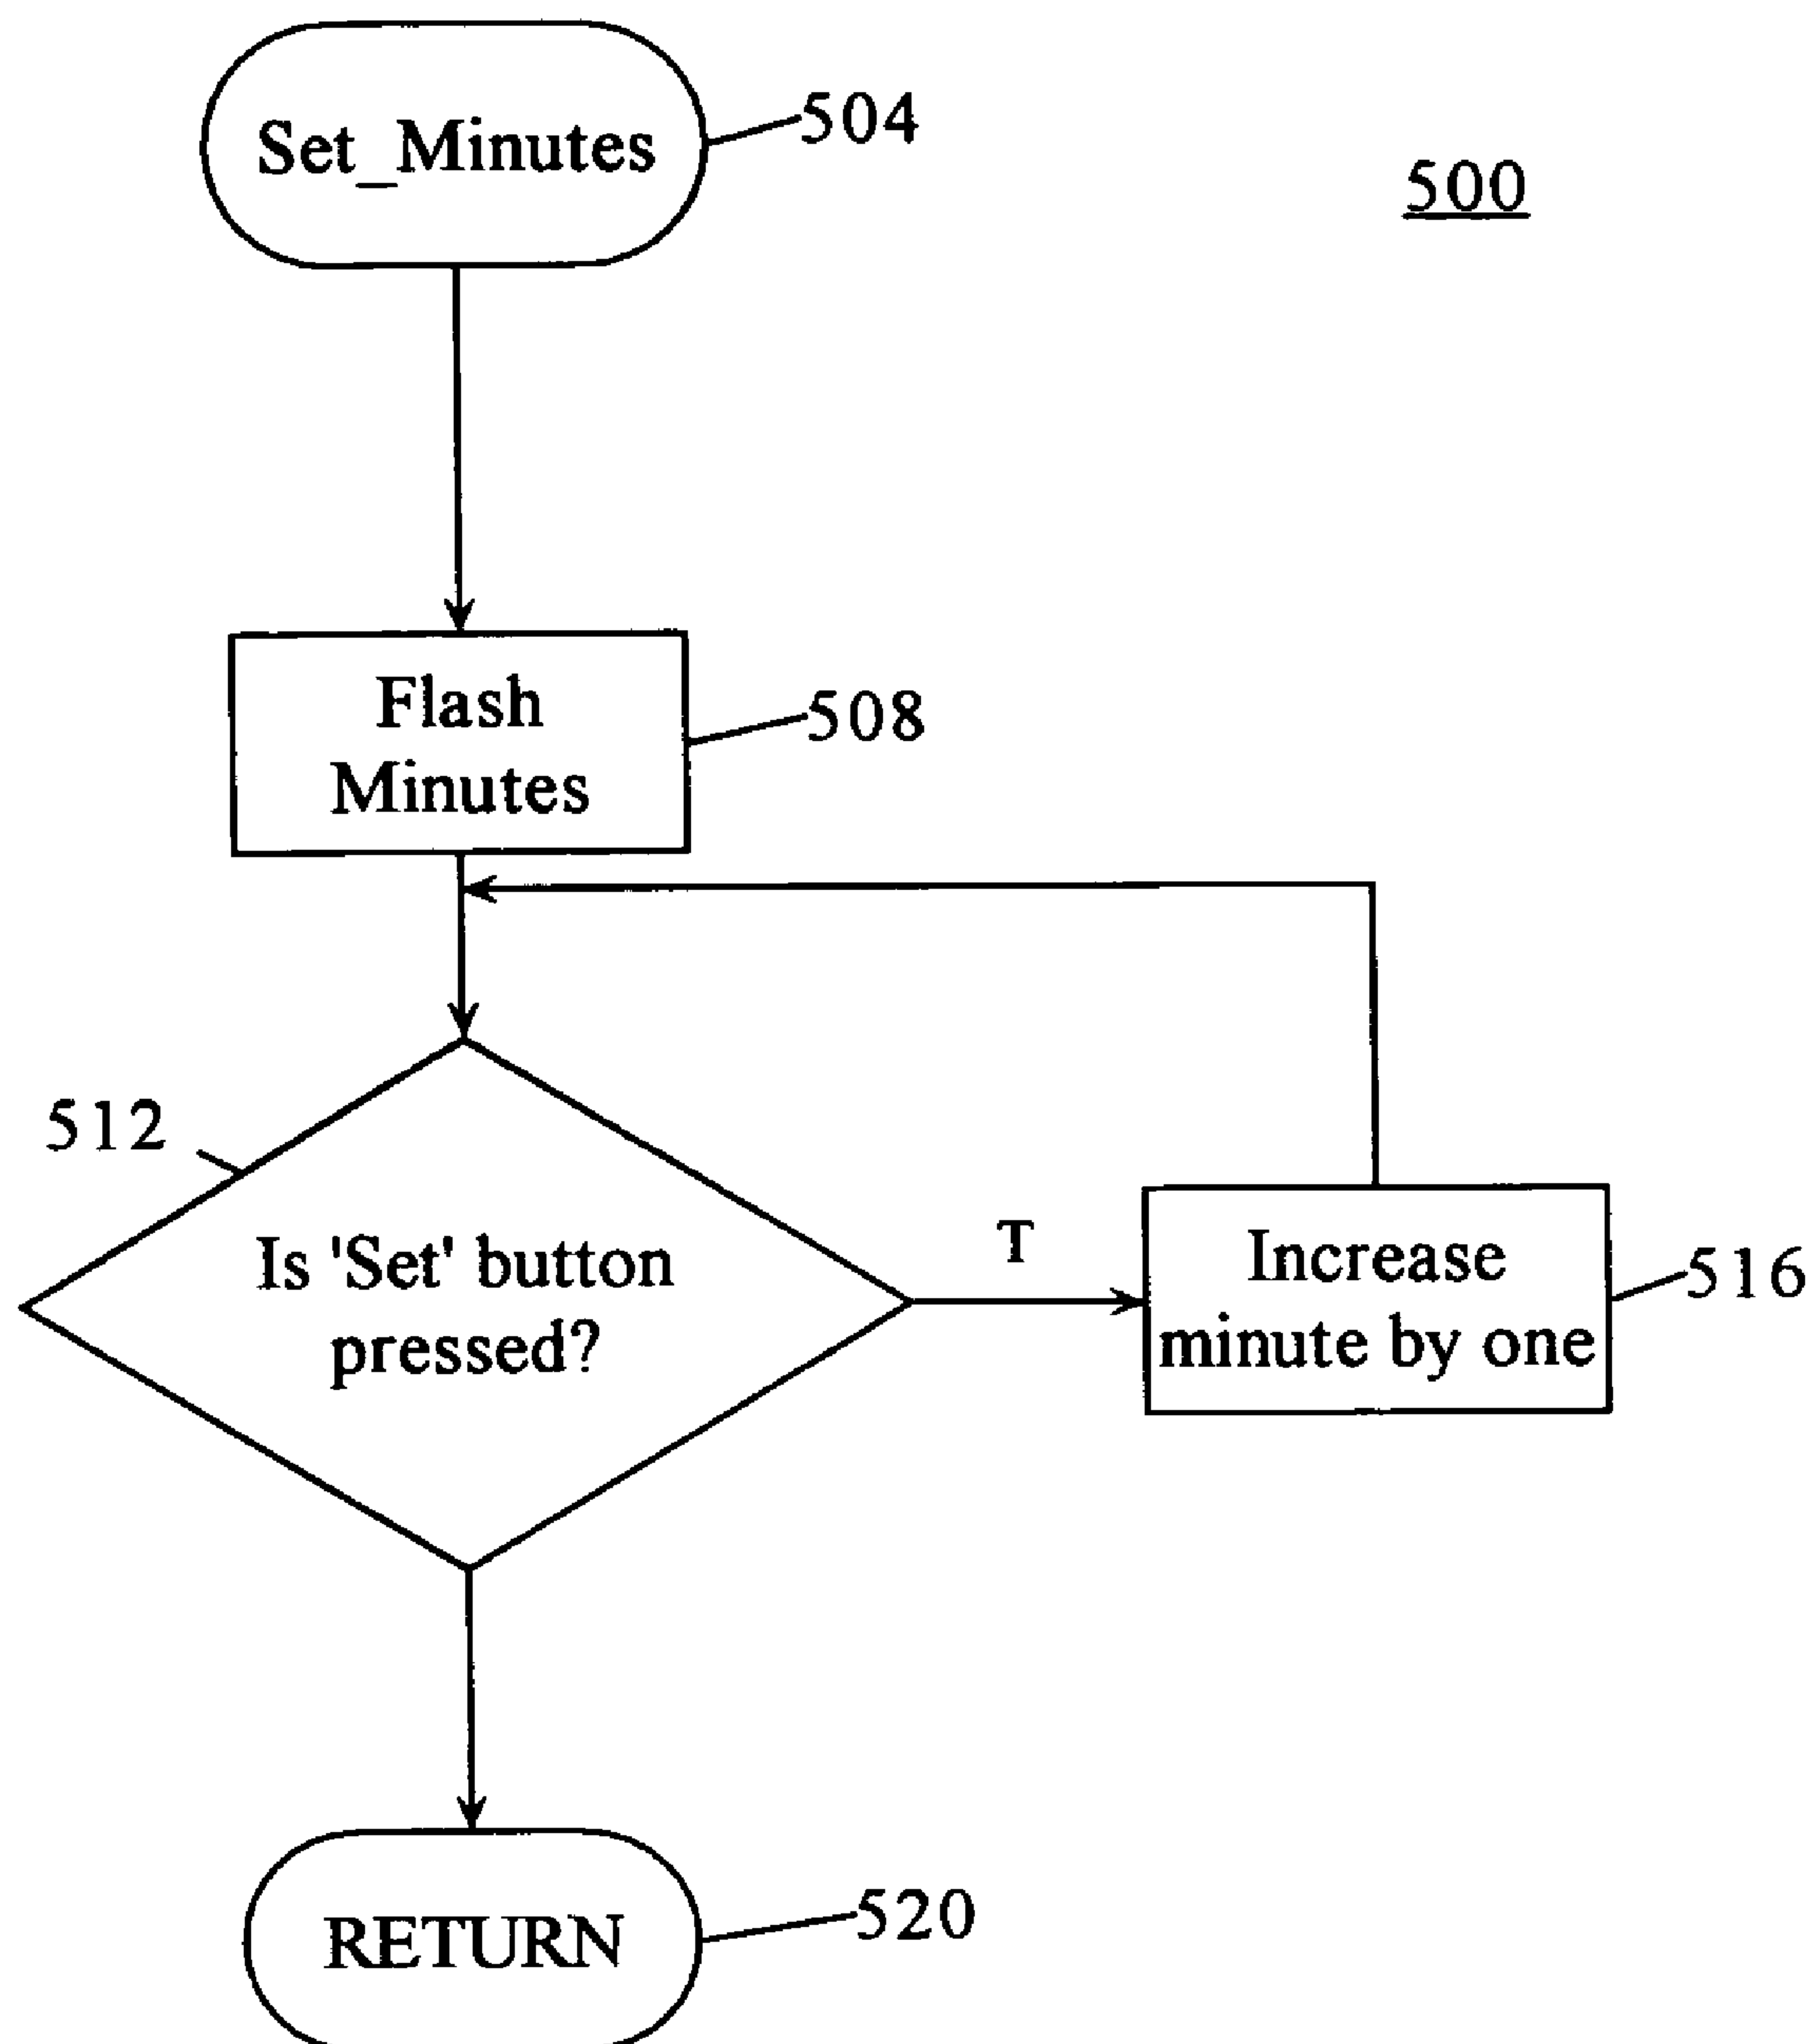 Set_Minutes
504
500
Flash
Minutes
508
512
Is 'Set' button
pressed?
T
Increase
minute by one
516
RETURN
520